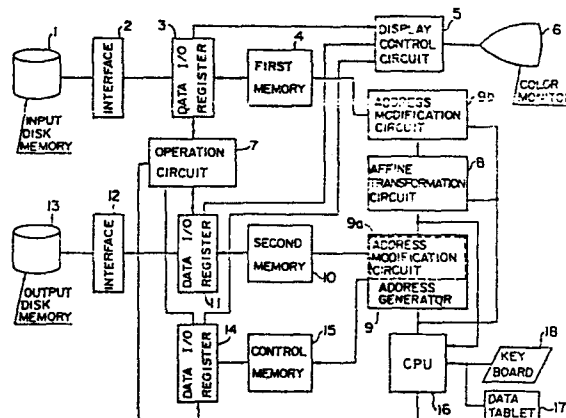 1
2
3
4
5
6
INPUT DISK MEMORY
INTERFACE
DATA I/O REGISTER
FIRST MEMORY
DISPLAY CONTROL CIRCUIT
COLOR MONITOR
ADDRESS MODIFICATION CIRCUIT
9b
7
OPERATION CIRCUIT
AFFINE TRANSFORMATION CIRCUIT
8
13
12
OUTPUT DISK MEMORY
INTERFACE
DATA I/O REGISTER
11
SECOND MEMORY
10
9a
ADDRESS MODIFICATION CIRCUIT
ADDRESS GENERATOR
9
14
DATA I/O REGISTER
15
CONTROL MEMORY
CPU
16
18
KEY BOARD
DATA TABLET
17